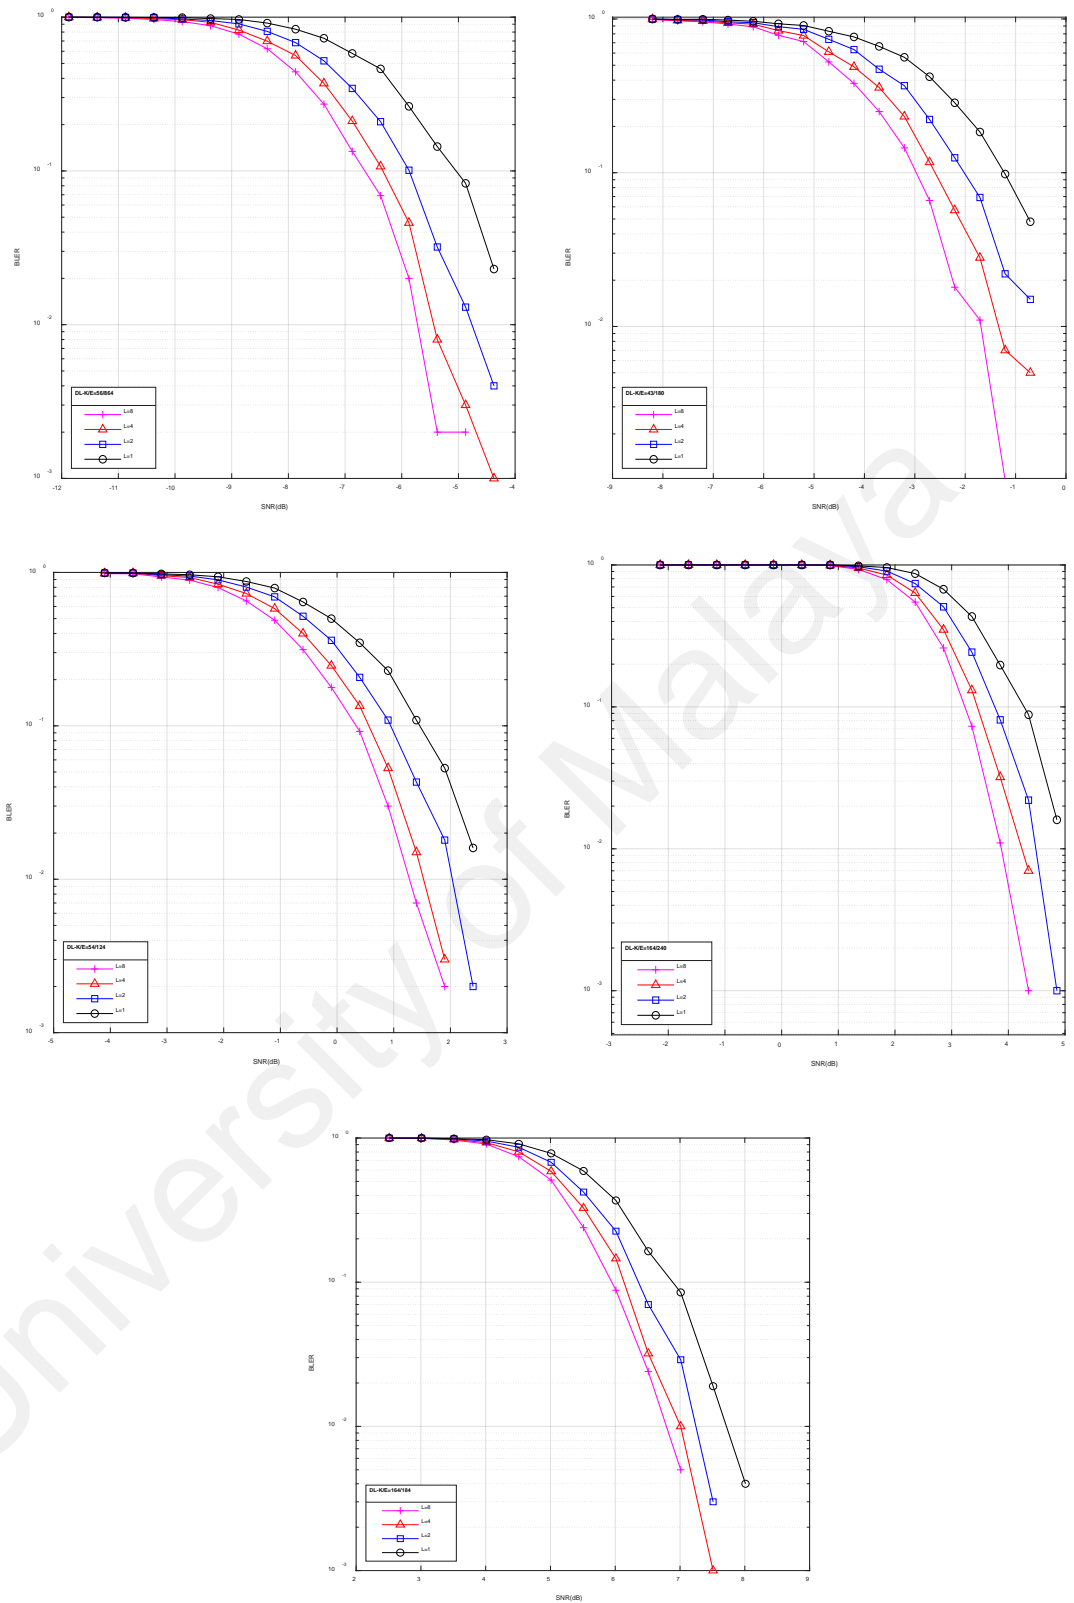 10 0
10 -1
10 -2
10 -3
BLER
DL-K/E=56/864
L=8
L=4
L=2
L=1
-12 -11 -10 -9 -8 -7 -6 -5 -4
SNR(dB)
10 0
10 -1
10 -2
BLER
DL-K/E=43/180
L=8
L=4
L=2
L=1
-9 -8 -7 -6 -5 -4 -3 -2 -1 0
SNR(dB)
10 0
10 -1
10 -2
10 -3
BLER
DL-K/E=54/124
L=8
L=4
L=2
L=1
-5 -4 -3 -2 -1 0 1 2 3
SNR(dB)
10 0
10 -1
10 -2
10 -3
BLER
DL-K/E=164/240
L=8
L=4
L=2
L=1
-3 -2 -1 0 1 2 3 4 5
SNR(dB)
10 0
10 -1
10 -2
10 -3
BLER
DL-K/E=164/184
L=8
L=4
L=2
L=1
2 3 4 5 6 7 8 9
SNR(dB)
University of Malaya